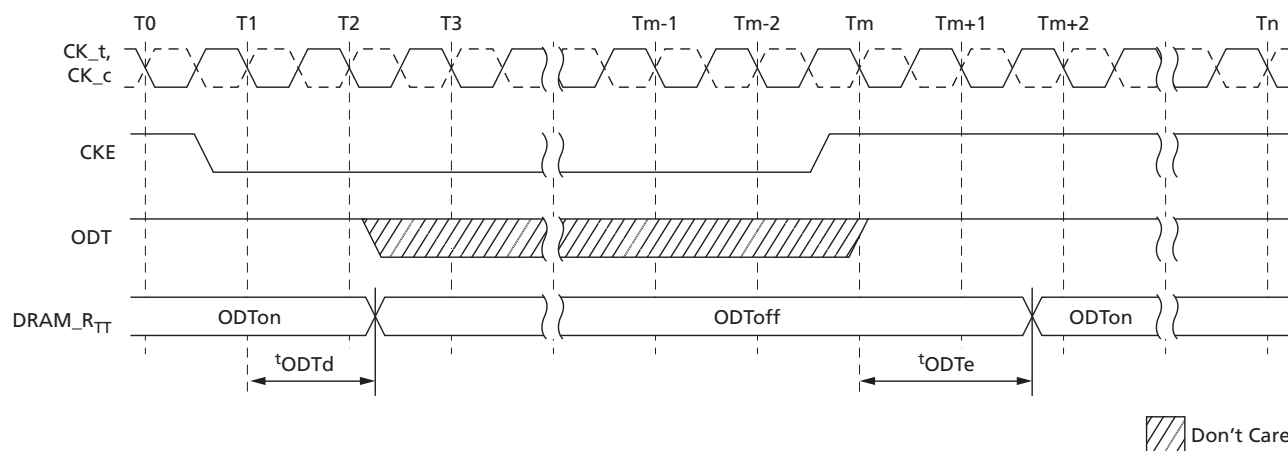 T0 T1 T2 T3 Tm-1 Tm-2 Tm Tm+1 Tm+2 Tn
CK_t,
CK_c
CKE
ODT
DRAM_RTT ODTon ODToff ODTon
tODTd tODTe
Don't Care